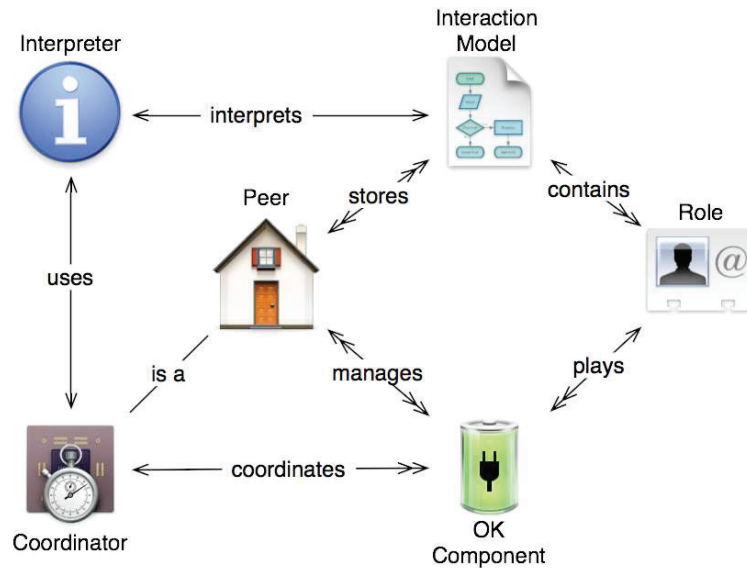 Interaction
Model
Interpreter
interprets
Peer
stores
contains
Role
@
uses
is a
manages
plays
coordinates
Coordinator
OK
Component